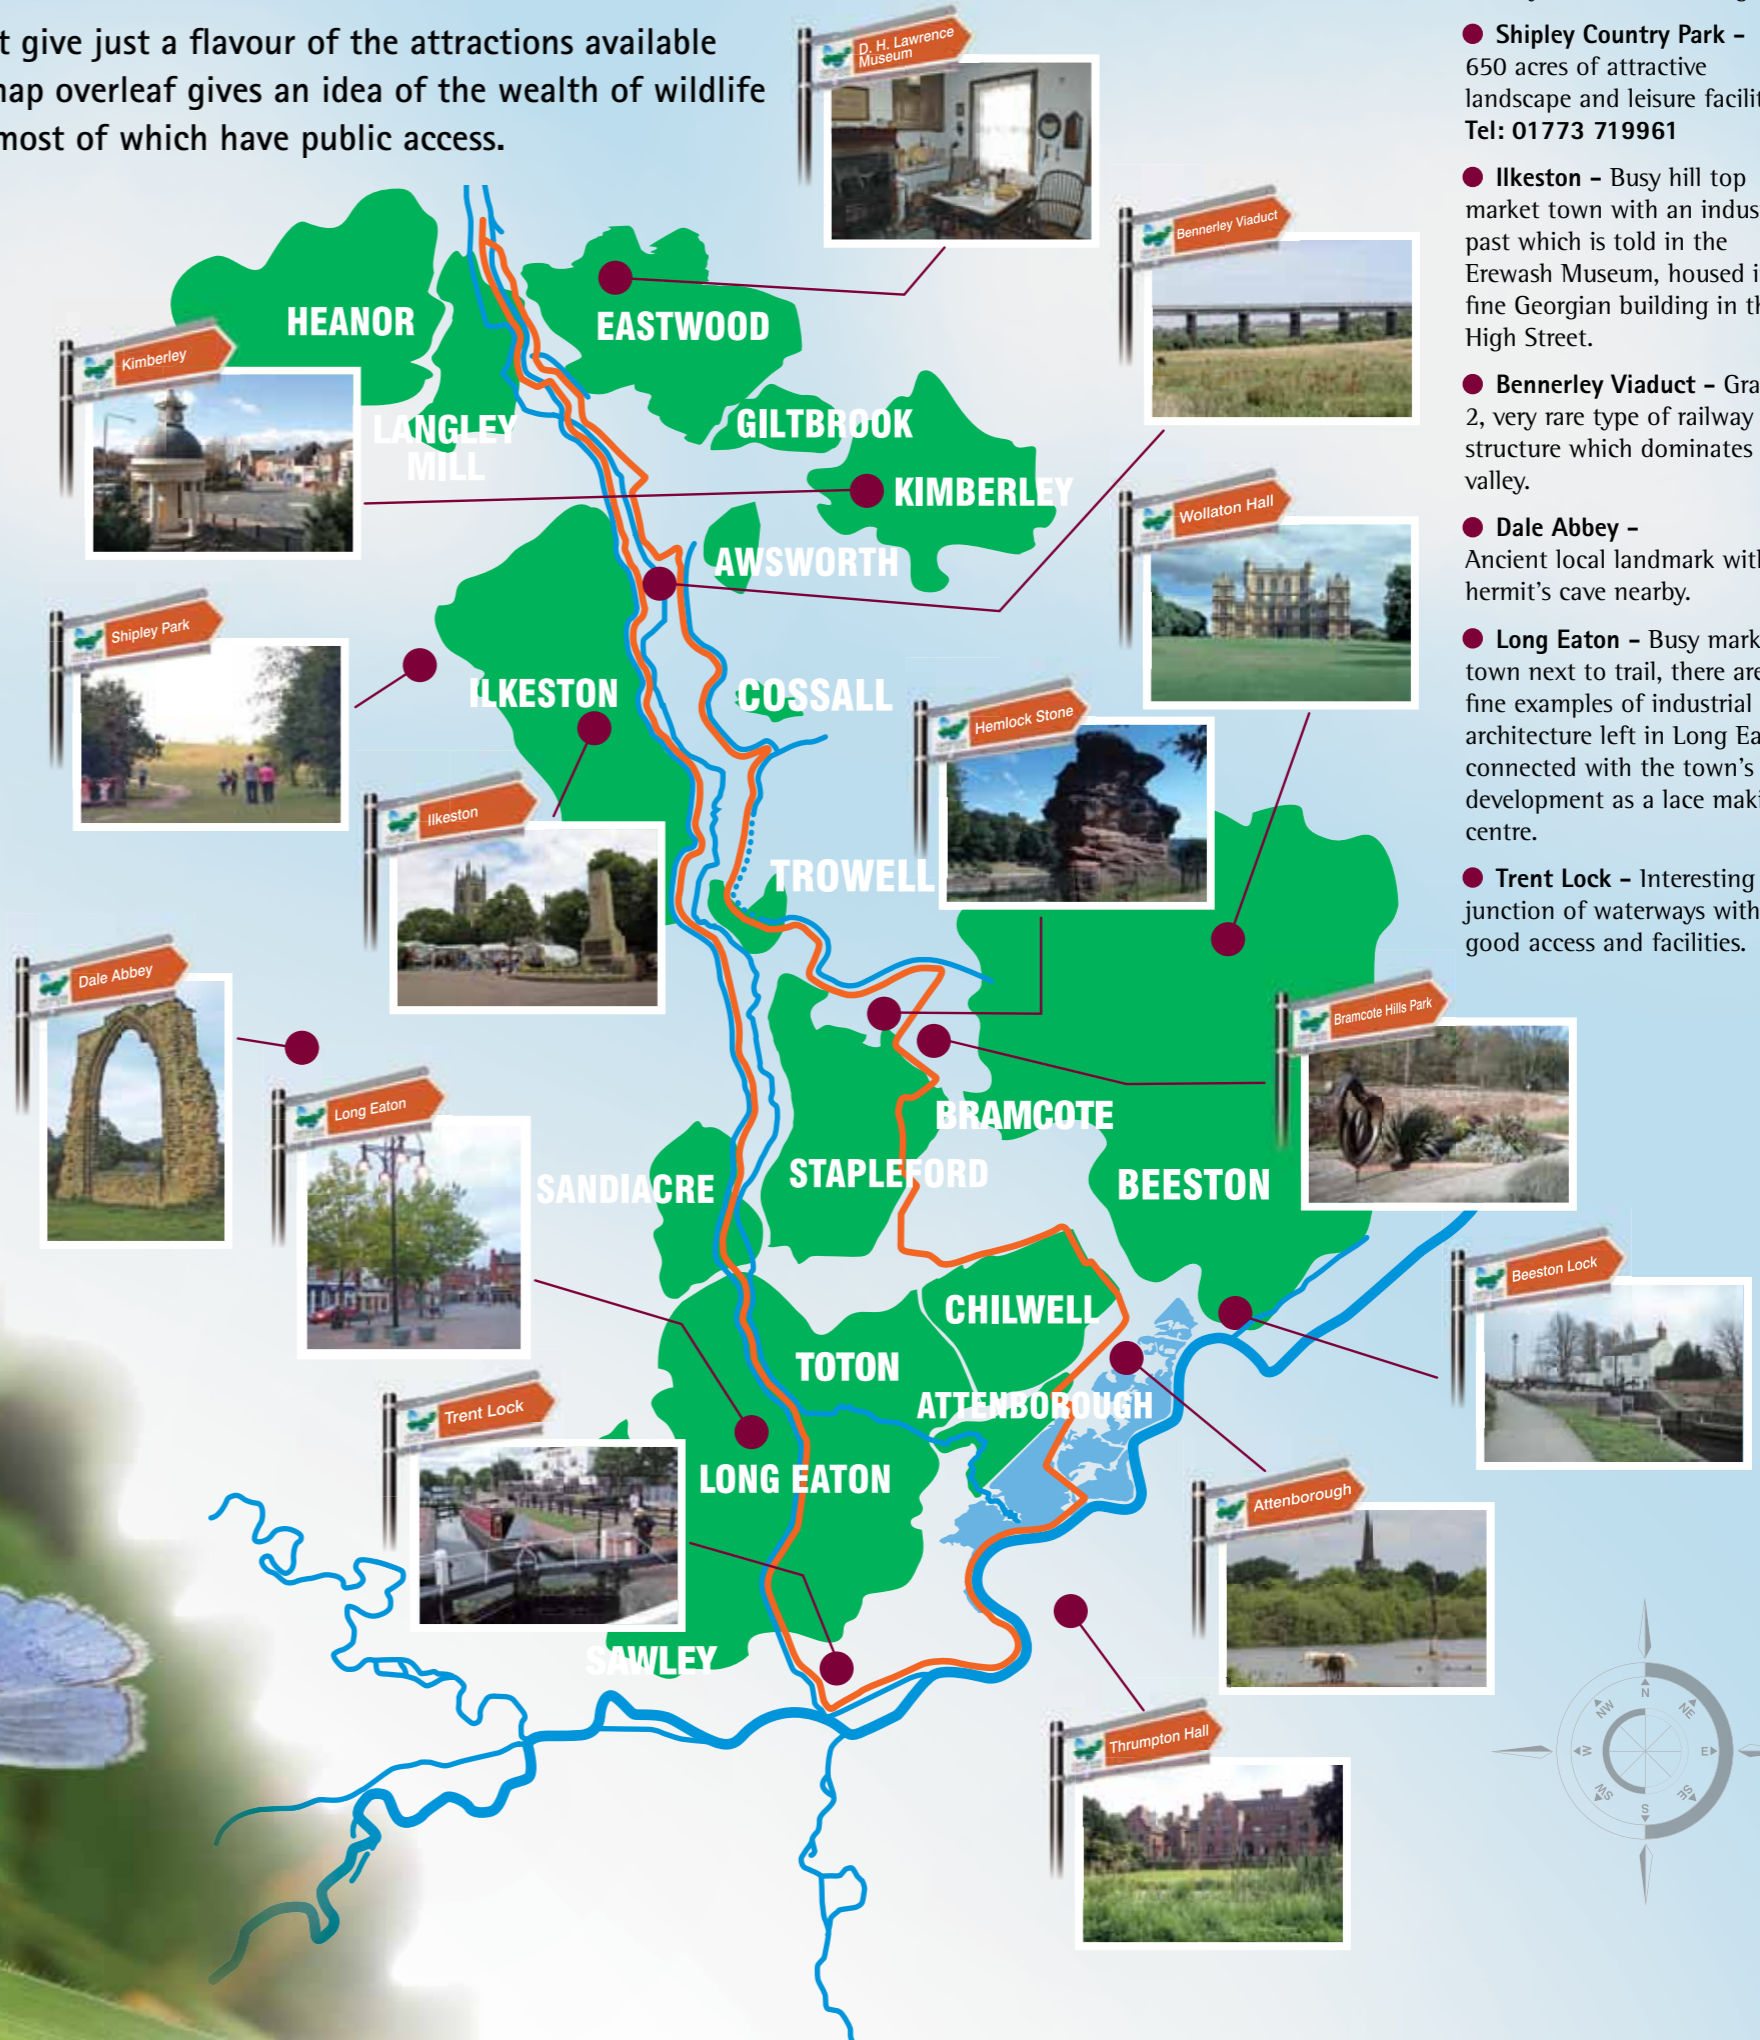 t give just a flavour of the attractions available
map overleaf gives an idea of the wealth of wildlife
most of which have public access.
D. H. Lawrence
Museum
Bennerley Viaduct
HEANOR
EASTWOOD
Kimberley
LANGLEY
MILL
GILTBROOK
KIMBERLEY
Wollaton Hall
AWSWORTH
Shipley Park
ILKESTON
COSSALL
Hemlock Stone
Ilkeston
TROWELL
Dale Abbey
Bramcote Hills Park
Long Eaton
BRAMCOTE
STAPLEFORD
SANDIACRE
BEESTON
Beeston Lock
CHILWELL
TOTON
ATTENBOROUGH
Trent Lock
LONG EATON
Attenborough
SAWLEY
Thrumpton Hall
N
NE
E
SE
S
SW
W
NW
● Shipley Country Park –
650 acres of attractive
landscape and leisure facilit
Tel: 01773 719961
● Ilkeston – Busy hill top
market town with an indus
past which is told in the
Erewash Museum, housed i
fine Georgian building in th
High Street.
● Bennerley Viaduct – Gra
2, very rare type of railway
structure which dominates
valley.
● Dale Abbey –
Ancient local landmark with
hermit's cave nearby.
● Long Eaton – Busy mark
town next to trail, there are
fine examples of industrial
architecture left in Long Ea
connected with the town's
development as a lace maki
centre.
● Trent Lock – Interesting
junction of waterways with
good access and facilities.